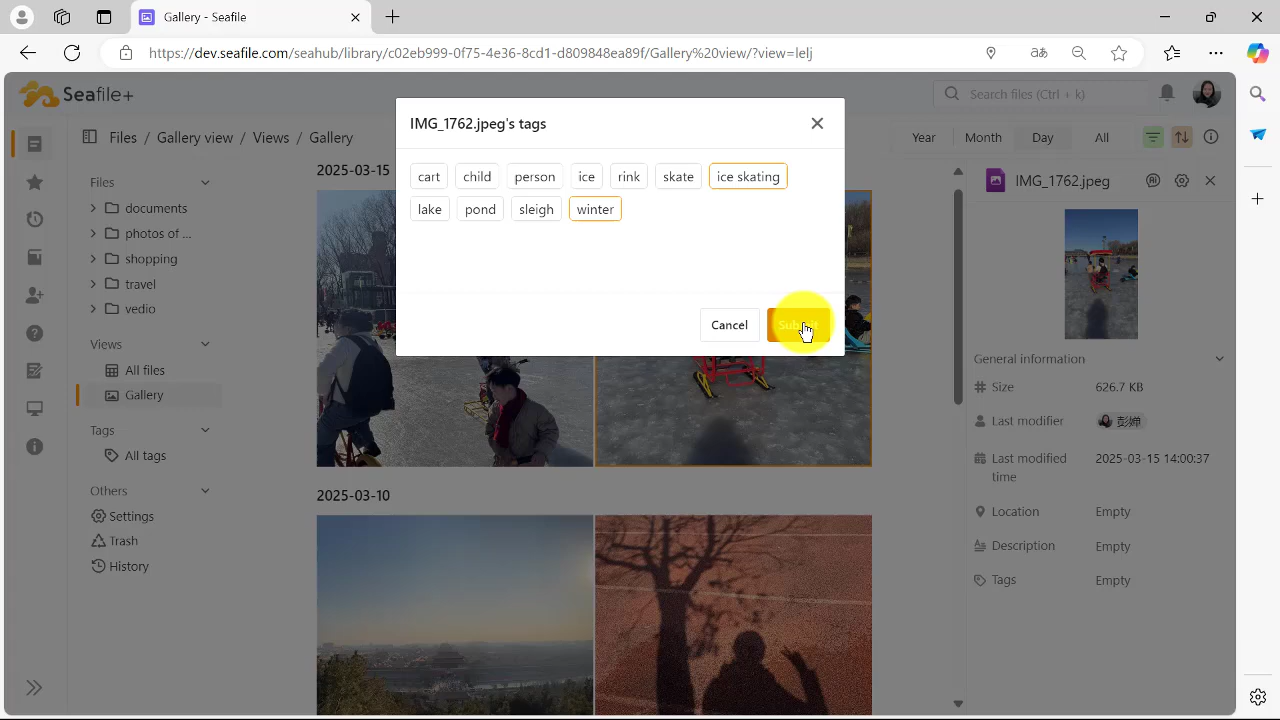 Gallery - Seafile
https://dev.seafile.com/seahub/library/c02eb999-0f75-4e36-8cd1-d809848ea89f/Gallery%20view/?view=lelj
aあ
Seafile+
Search files (Ctrl + k)
Files / Gallery view / Views / Gallery
Year Month Day All
Files
documents
photos of ...
shopping
travel
vedio
Views
All files
Gallery
Tags
All tags
Others
Settings
Trash
History
2025-03-15
2025-03-10
IMG_1762.jpeg's tags
cart child person ice rink skate ice skating
lake pond sleigh winter
Cancel Submit
IMG_1762.jpeg
General information
Size 626.7 KB
Last modifier 彭婵
Last modified time 2025-03-15 14:00:37
Location Empty
Description Empty
Tags Empty